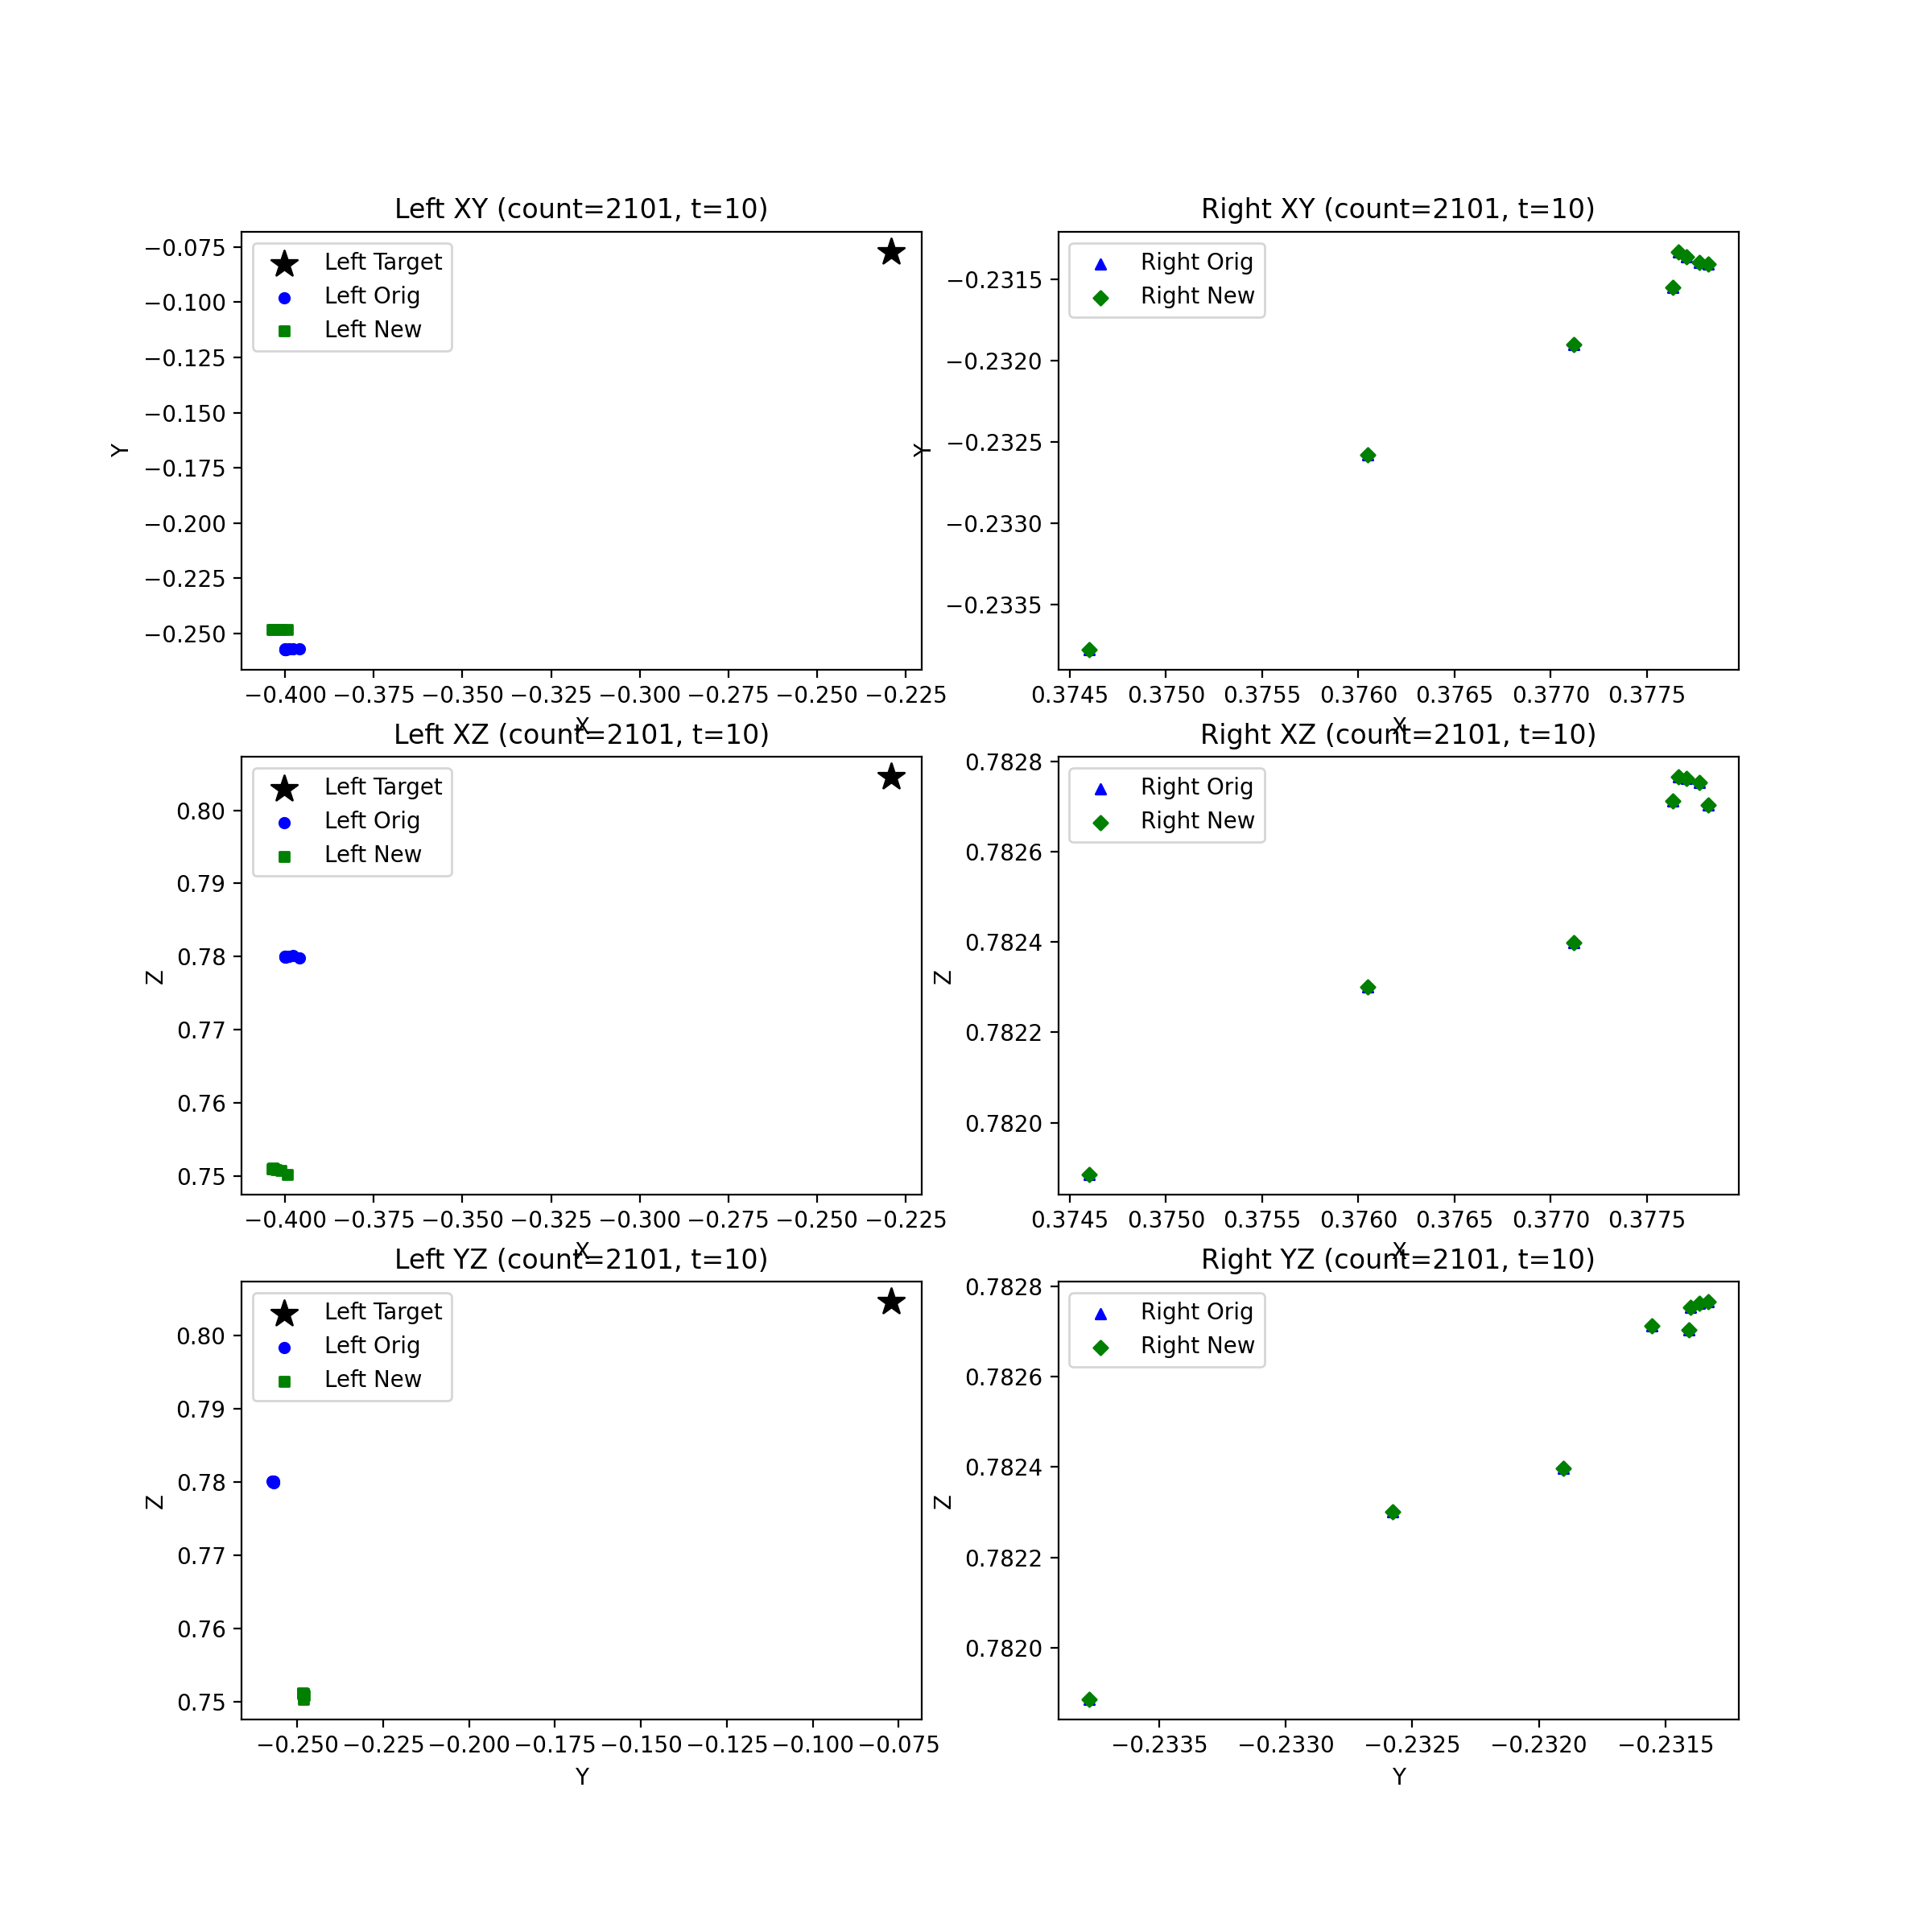 Left XY (count=2101, t=10)
Left Target
Left Orig
Left New
−0.075
−0.100
−0.125
−0.150
−0.175
−0.200
−0.225
−0.250
Y
−0.400 −0.375 −0.350 −0.325 −0.300 −0.275 −0.250 −0.225
X
Right XY (count=2101, t=10)
Right Orig
Right New
−0.2315
−0.2320
−0.2325
−0.2330
−0.2335
Y
0.3745 0.3750 0.3755 0.3760 0.3765 0.3770 0.3775
X
Left XZ (count=2101, t=10)
Left Target
Left Orig
Left New
0.80
0.79
0.78
0.77
0.76
0.75
Z
−0.400 −0.375 −0.350 −0.325 −0.300 −0.275 −0.250 −0.225
X
Right XZ (count=2101, t=10)
Right Orig
Right New
0.7828
0.7826
0.7824
0.7822
0.7820
Z
0.3745 0.3750 0.3755 0.3760 0.3765 0.3770 0.3775
X
Left YZ (count=2101, t=10)
Left Target
Left Orig
Left New
0.80
0.79
0.78
0.77
0.76
0.75
Z
−0.250 −0.225 −0.200 −0.175 −0.150 −0.125 −0.100 −0.075
Y
Right YZ (count=2101, t=10)
Right Orig
Right New
0.7828
0.7826
0.7824
0.7822
0.7820
Z
−0.2335 −0.2330 −0.2325 −0.2320 −0.2315
Y